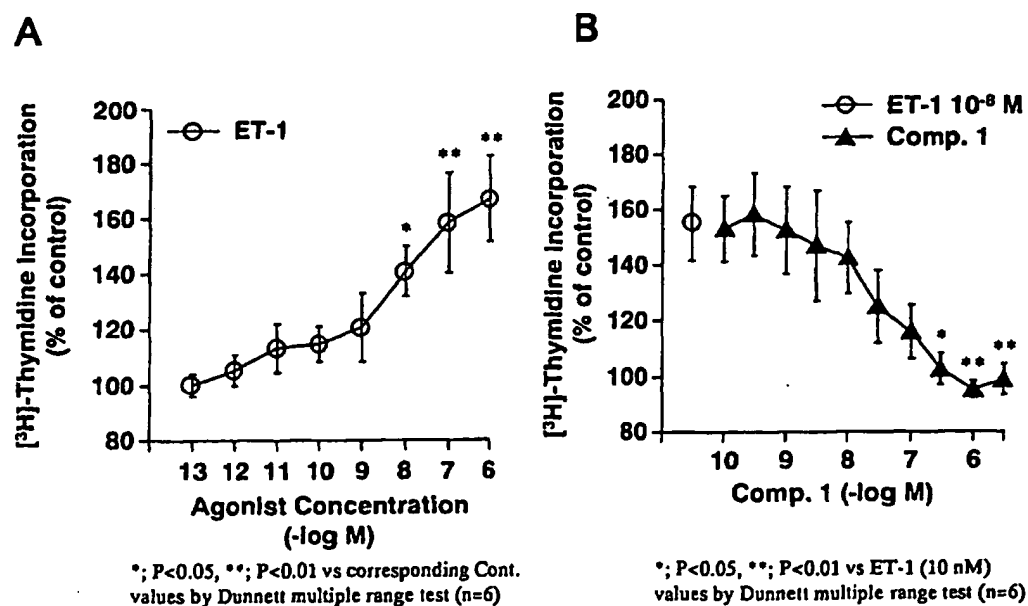 A
[³H]-Thymidine Incorporation
(% of control)
200
180
160
140
120
100
80
ET-1
*
**
**
13 12 11 10 9 8 7 6
Agonist Concentration
(-log M)
*; P<0.05, **; P<0.01 vs corresponding Cont.
values by Dunnett multiple range test (n=6)
B
[³H]-Thymidine Incorporation
(% of control)
200
180
160
140
120
100
80
ET-1 10⁻⁸ M
Comp. 1
*
**
**
10 9 8 7 6
Comp. 1 (-log M)
*; P<0.05, **; P<0.01 vs ET-1 (10 nM)
values by Dunnett multiple range test (n=6)